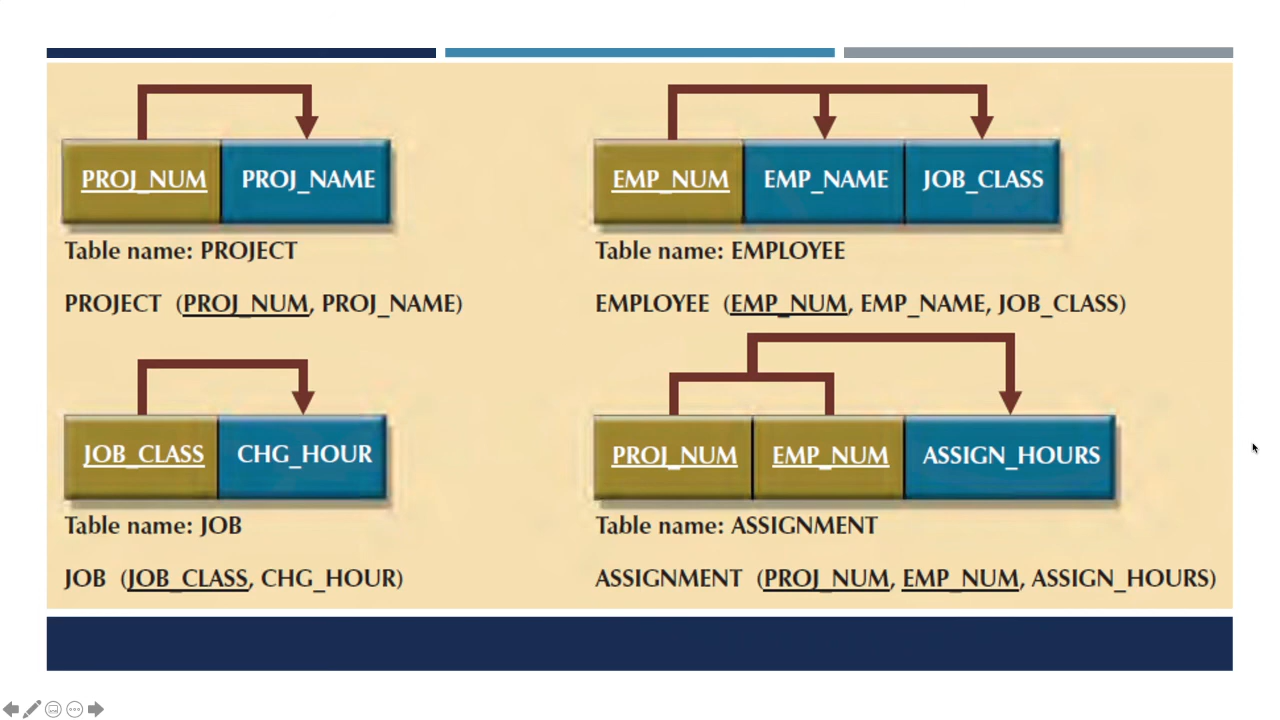 PROJ_NUM PROJ_NAME
Table name: PROJECT
PROJECT (PROJ_NUM, PROJ_NAME)
EMP_NUM EMP_NAME JOB_CLASS
Table name: EMPLOYEE
EMPLOYEE (EMP_NUM, EMP_NAME, JOB_CLASS)
JOB_CLASS CHG_HOUR
Table name: JOB
JOB (JOB_CLASS, CHG_HOUR)
PROJ_NUM EMP_NUM ASSIGN_HOURS
Table name: ASSIGNMENT
ASSIGNMENT (PROJ_NUM, EMP_NUM, ASSIGN_HOURS)